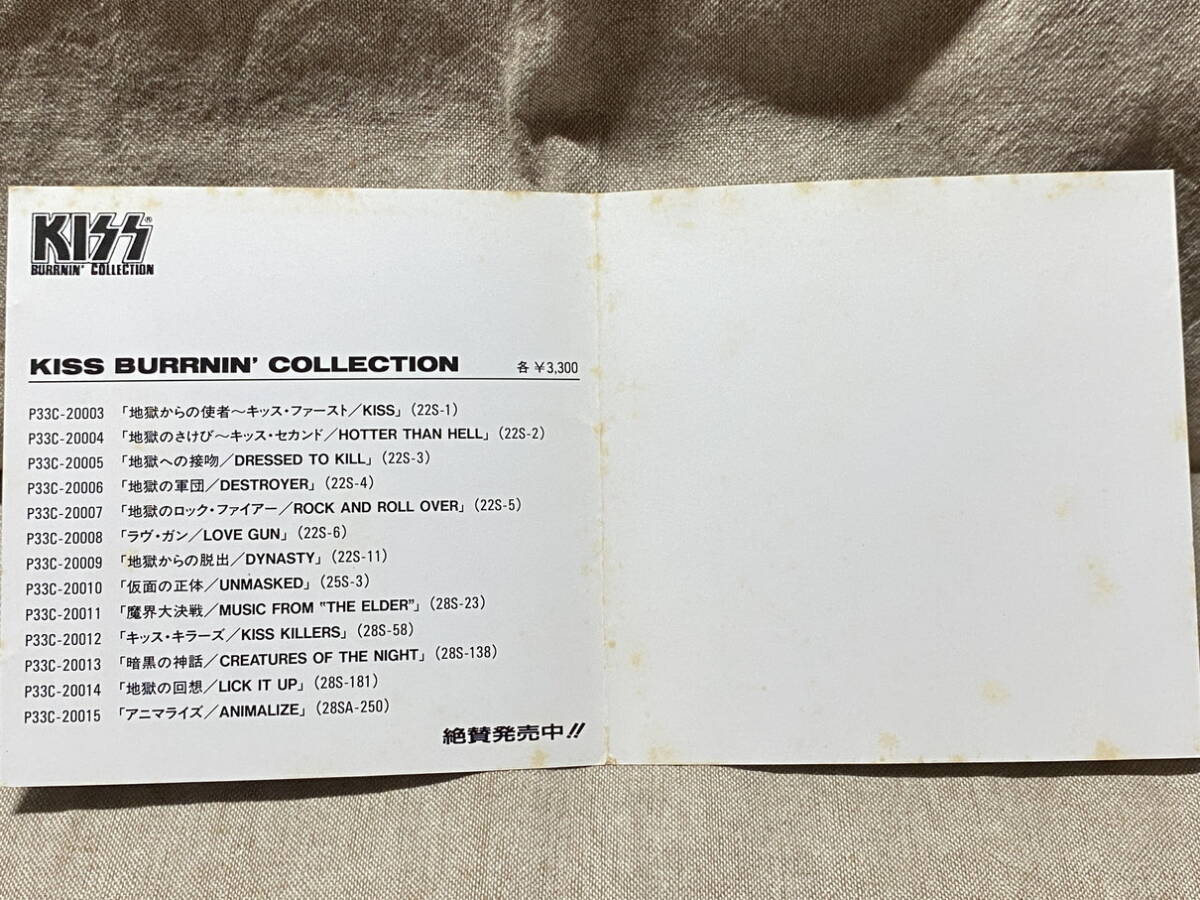 KISS®
BURRNIN' COLLECTION
KISS BURRNIN' COLLECTION 各 ¥3,300
P33C-20003 「地獄からの使者〜キッス・ファースト/KISS」(22S-1)
P33C-20004 「地獄のさけび〜キッス・セカンド/HOTTER THAN HELL」(22S-2)
P33C-20005 「地獄への接吻/DRESSED TO KILL」(22S-3)
P33C-20006 「地獄の軍団/DESTROYER」(22S-4)
P33C-20007 「地獄のロック・ファイアー/ROCK AND ROLL OVER」(22S-5)
P33C-20008 「ラヴ・ガン/LOVE GUN」(22S-6)
P33C-20009 「地獄からの脱出/DYNASTY」(22S-11)
P33C-20010 「仮面の正体/UNMASKED」(25S-3)
P33C-20011 「魔界大決戦/MUSIC FROM "THE ELDER"」(28S-23)
P33C-20012 「キッス・キラーズ/KISS KILLERS」(28S-58)
P33C-20013 「暗黒の神話/CREATURES OF THE NIGHT」(28S-138)
P33C-20014 「地獄の回想/LICK IT UP」(28S-181)
P33C-20015 「アニマライズ/ANIMALIZE」(28SA-250)
絶賛発売中!!